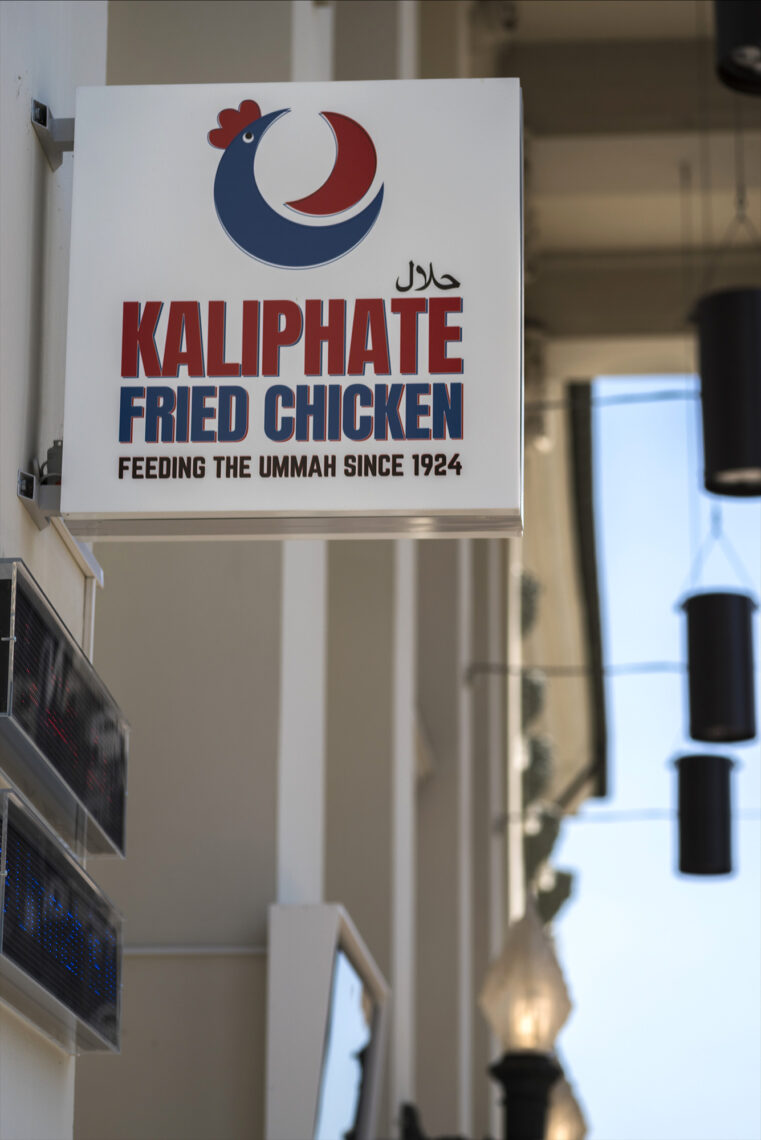 حلال
KALIPHATE
FRIED CHICKEN
FEEDING THE UMMAH SINCE 1924